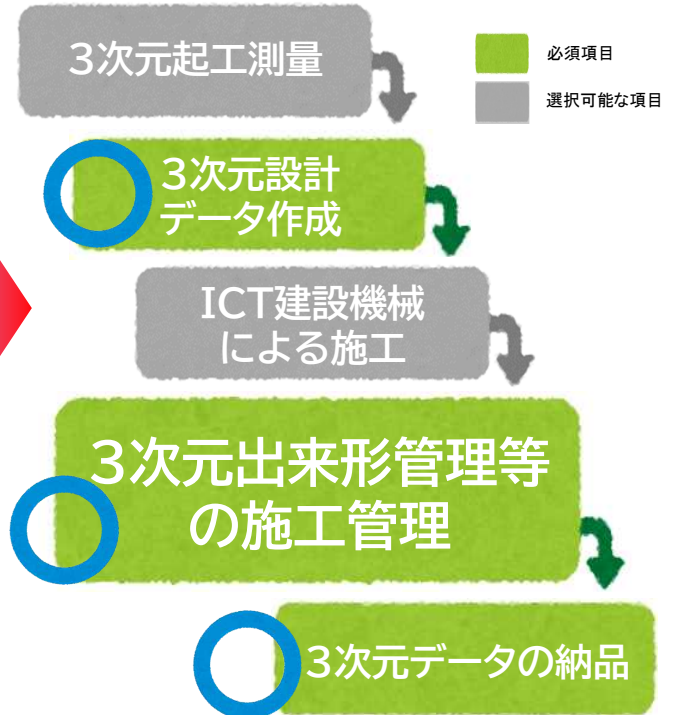 3次元起工測量
必須項目
選択可能な項目
3次元設計
データ作成
ICT建設機械
による施工
3次元出来形管理等
の施工管理
3次元データの納品